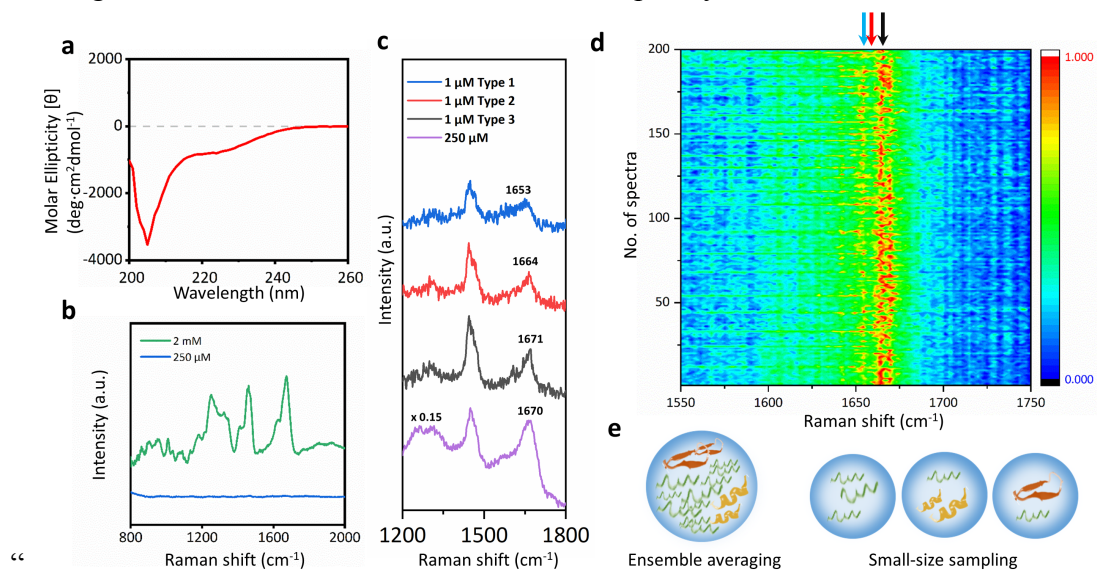 a
2000
0
-2000
-4000
Molar Ellipticity [θ]
(deg·cm²dmol⁻¹)
200 220 240 260
Wavelength (nm)
b
2 mM
250 µM
Intensity (a.u.)
800 1200 1600 2000
Raman shift (cm⁻¹)
c
1 µM Type 1
1 µM Type 2
1 µM Type 3
250 µM
1653
1664
1671
x 0.15
1670
Intensity (a.u.)
1200 1500 1800
Raman shift (cm⁻¹)
d
200
150
100
50
No. of spectra
1550 1600 1650 1700 1750
Raman shift (cm⁻¹)
1.000
0.000
e
Ensemble averaging
Small-size sampling
“